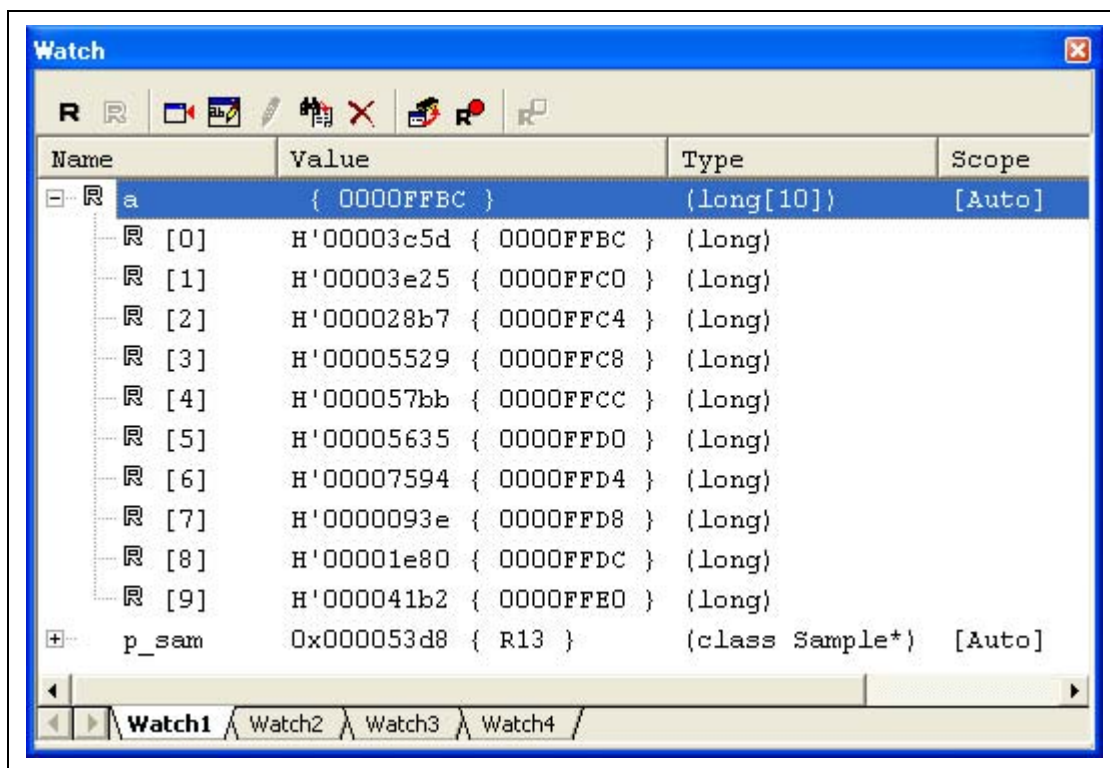 Watch
R R ab R R
Name Value Type Scope
R a { 0000FFBC } (long[10]) [Auto]
R [0] H'00003c5d { 0000FFBC } (long)
R [1] H'00003e25 { 0000FFC0 } (long)
R [2] H'000028b7 { 0000FFC4 } (long)
R [3] H'00005529 { 0000FFC8 } (long)
R [4] H'000057bb { 0000FFCC } (long)
R [5] H'00005635 { 0000FFD0 } (long)
R [6] H'00007594 { 0000FFD4 } (long)
R [7] H'0000093e { 0000FFD8 } (long)
R [8] H'00001e80 { 0000FFDC } (long)
R [9] H'000041b2 { 0000FFE0 } (long)
p_sam 0x000053d8 { R13 } (class Sample*) [Auto]
Watch1 Watch2 Watch3 Watch4